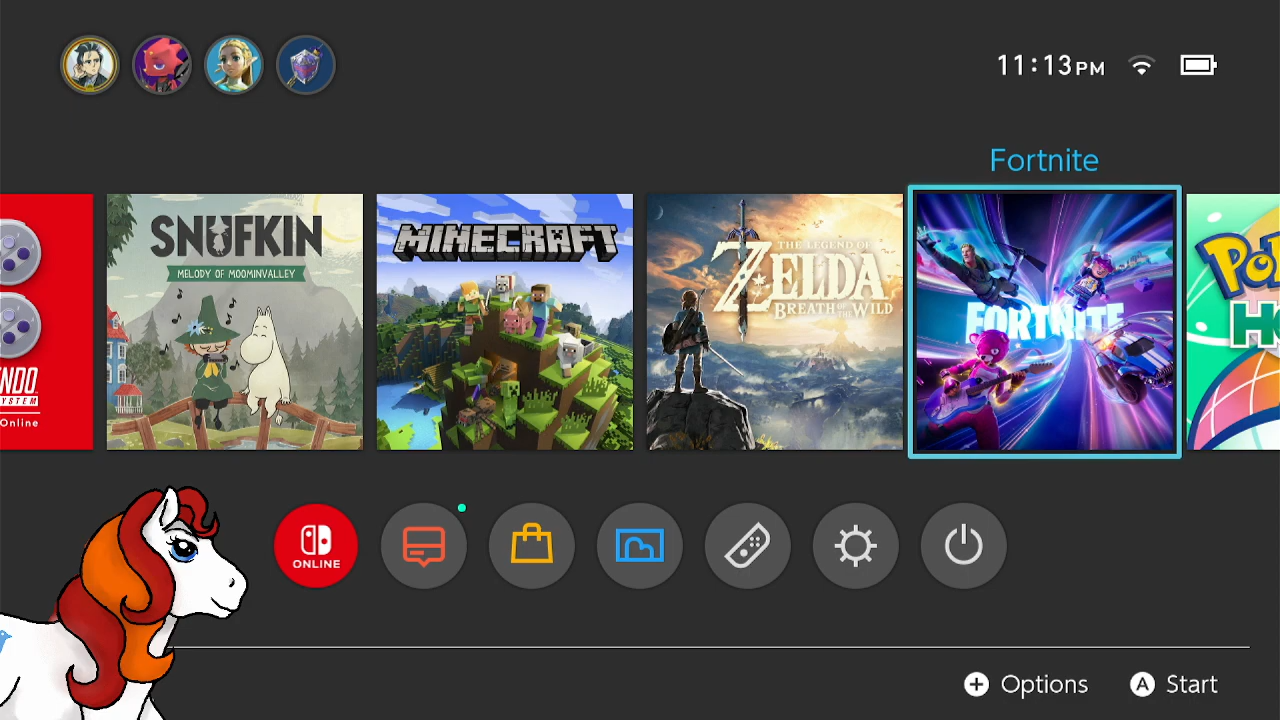 11:13PM
Fortnite
SNUFKIN
MELODY OF MOOMINVALLEY
MINECRAFT
THE LEGEND OF
ZELDA
BREATH OF THE WILD
FORTNITE
Online
ONLINE
Options
A
Start